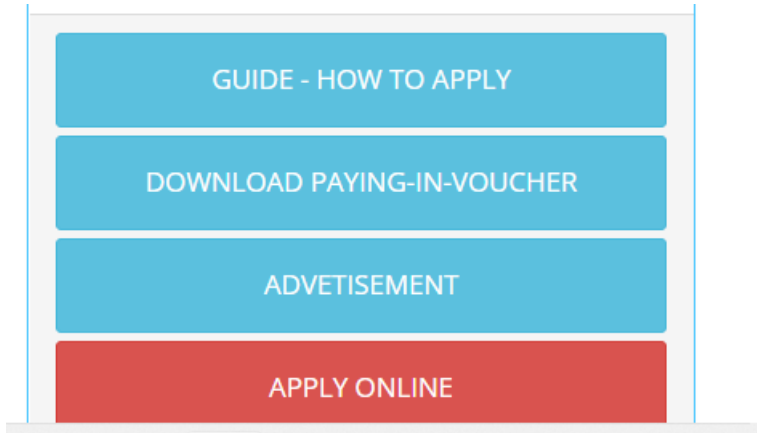 GUIDE - HOW TO APPLY
DOWNLOAD PAYING-IN-VOUCHER
ADVETISEMENT
APPLY ONLINE